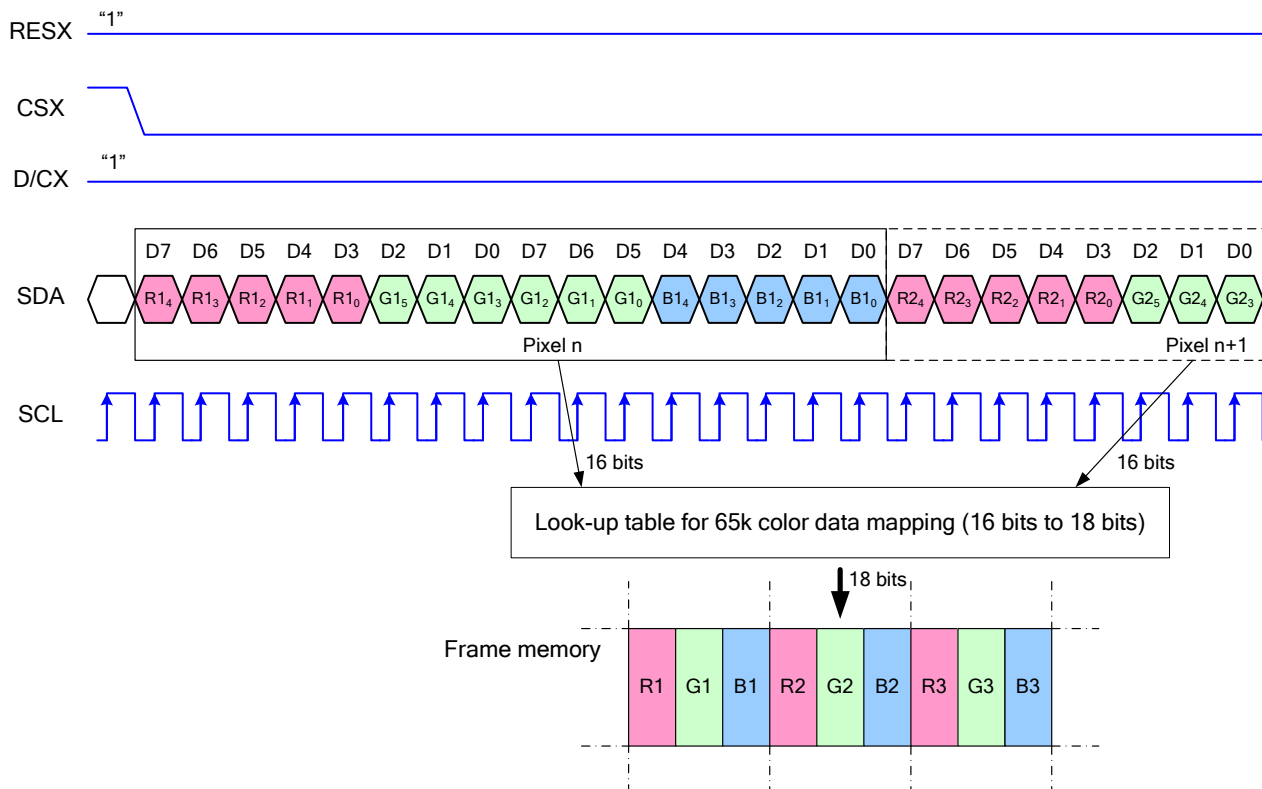 RESX “1”
CSX
D/CX “1”
D7 D6 D5 D4 D3 D2 D1 D0 D7 D6 D5 D4 D3 D2 D1 D0 D7 D6 D5 D4 D3 D2 D1 D0
SDA R1₄ R1₃ R1₂ R1₁ R1₀ G1₅ G1₄ G1₃ G1₂ G1₁ G1₀ B1₄ B1₃ B1₂ B1₁ B1₀ R2₄ R2₃ R2₂ R2₁ R2₀ G2₅ G2₄ G2₃
Pixel n Pixel n+1
SCL
16 bits 16 bits
Look-up table for 65k color data mapping (16 bits to 18 bits)
18 bits
Frame memory
R1 G1 B1 R2 G2 B2 R3 G3 B3